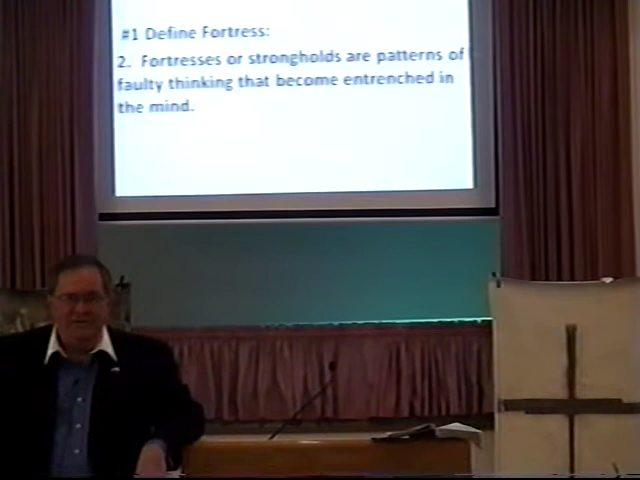 #1 Define Fortress:
2. Fortresses or strongholds are patterns of
faulty thinking that become entrenched in
the mind.